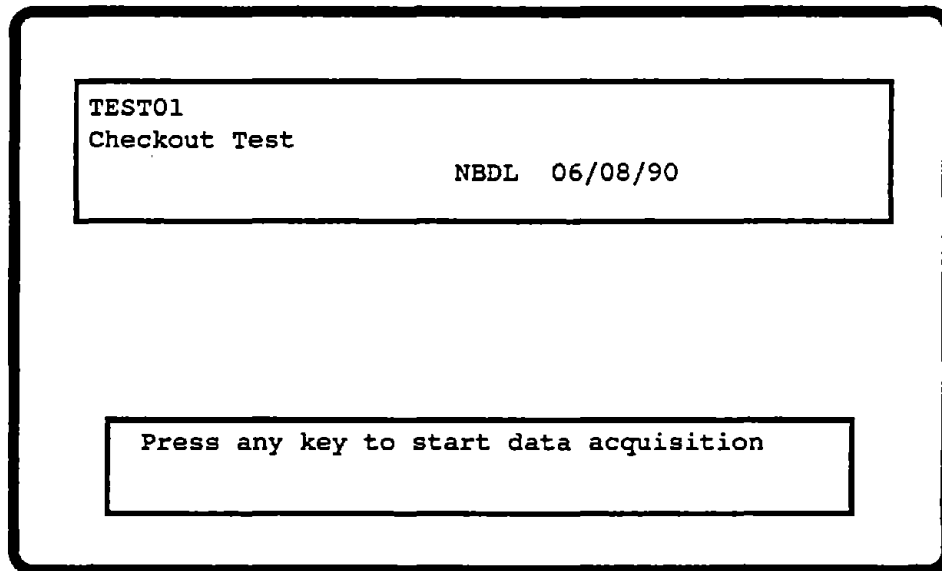 TEST01
Checkout Test
NBDL 06/08/90
Press any key to start data acquisition